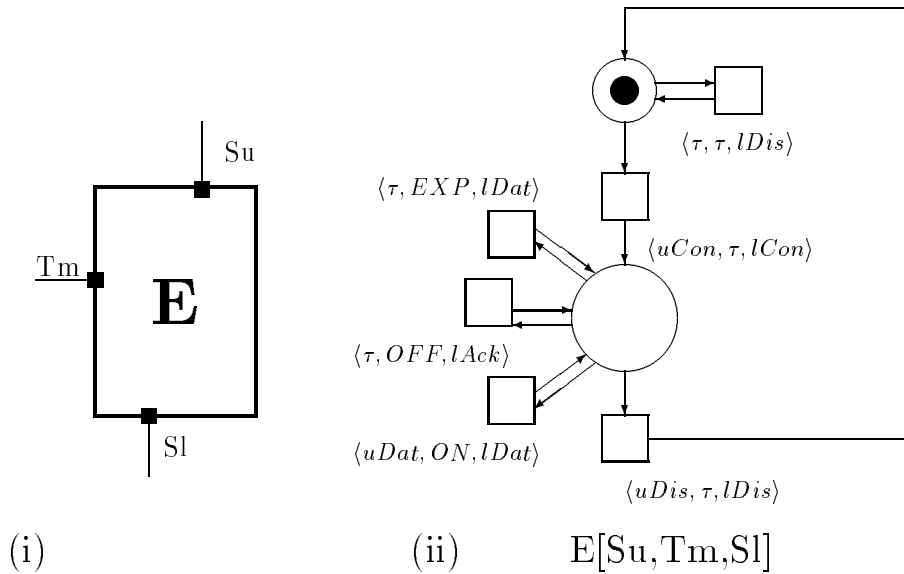 Su
Tm
E
Sl
(i)
⟨τ, τ, lDis⟩
⟨τ, EXP, lDat⟩
⟨uCon, τ, lCon⟩
⟨τ, OFF, lAck⟩
⟨uDat, ON, lDat⟩
⟨uDis, τ, lDis⟩
(ii) E[Su,Tm,Sl]